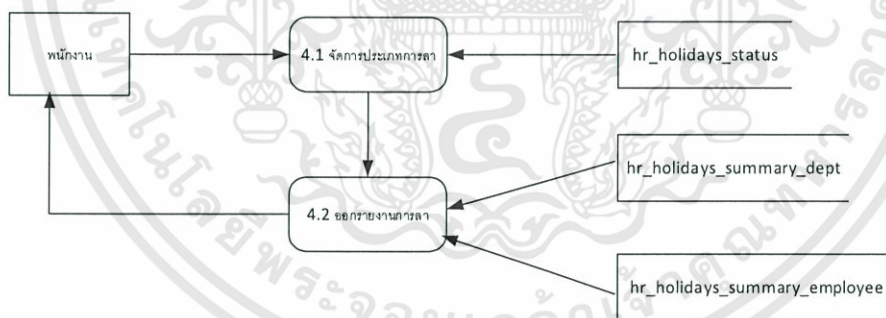 พนักงาน
4.1 จัดการประเภทการลา
hr_holidays_status
hr_holidays_summary_dept
4.2 ออกรายงานการลา
hr_holidays_summary_employee